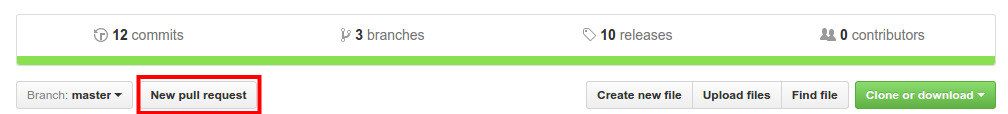 12 commits 3 branches 10 releases 0 contributors
Branch: master New pull request Create new file Upload files Find file Clone or download